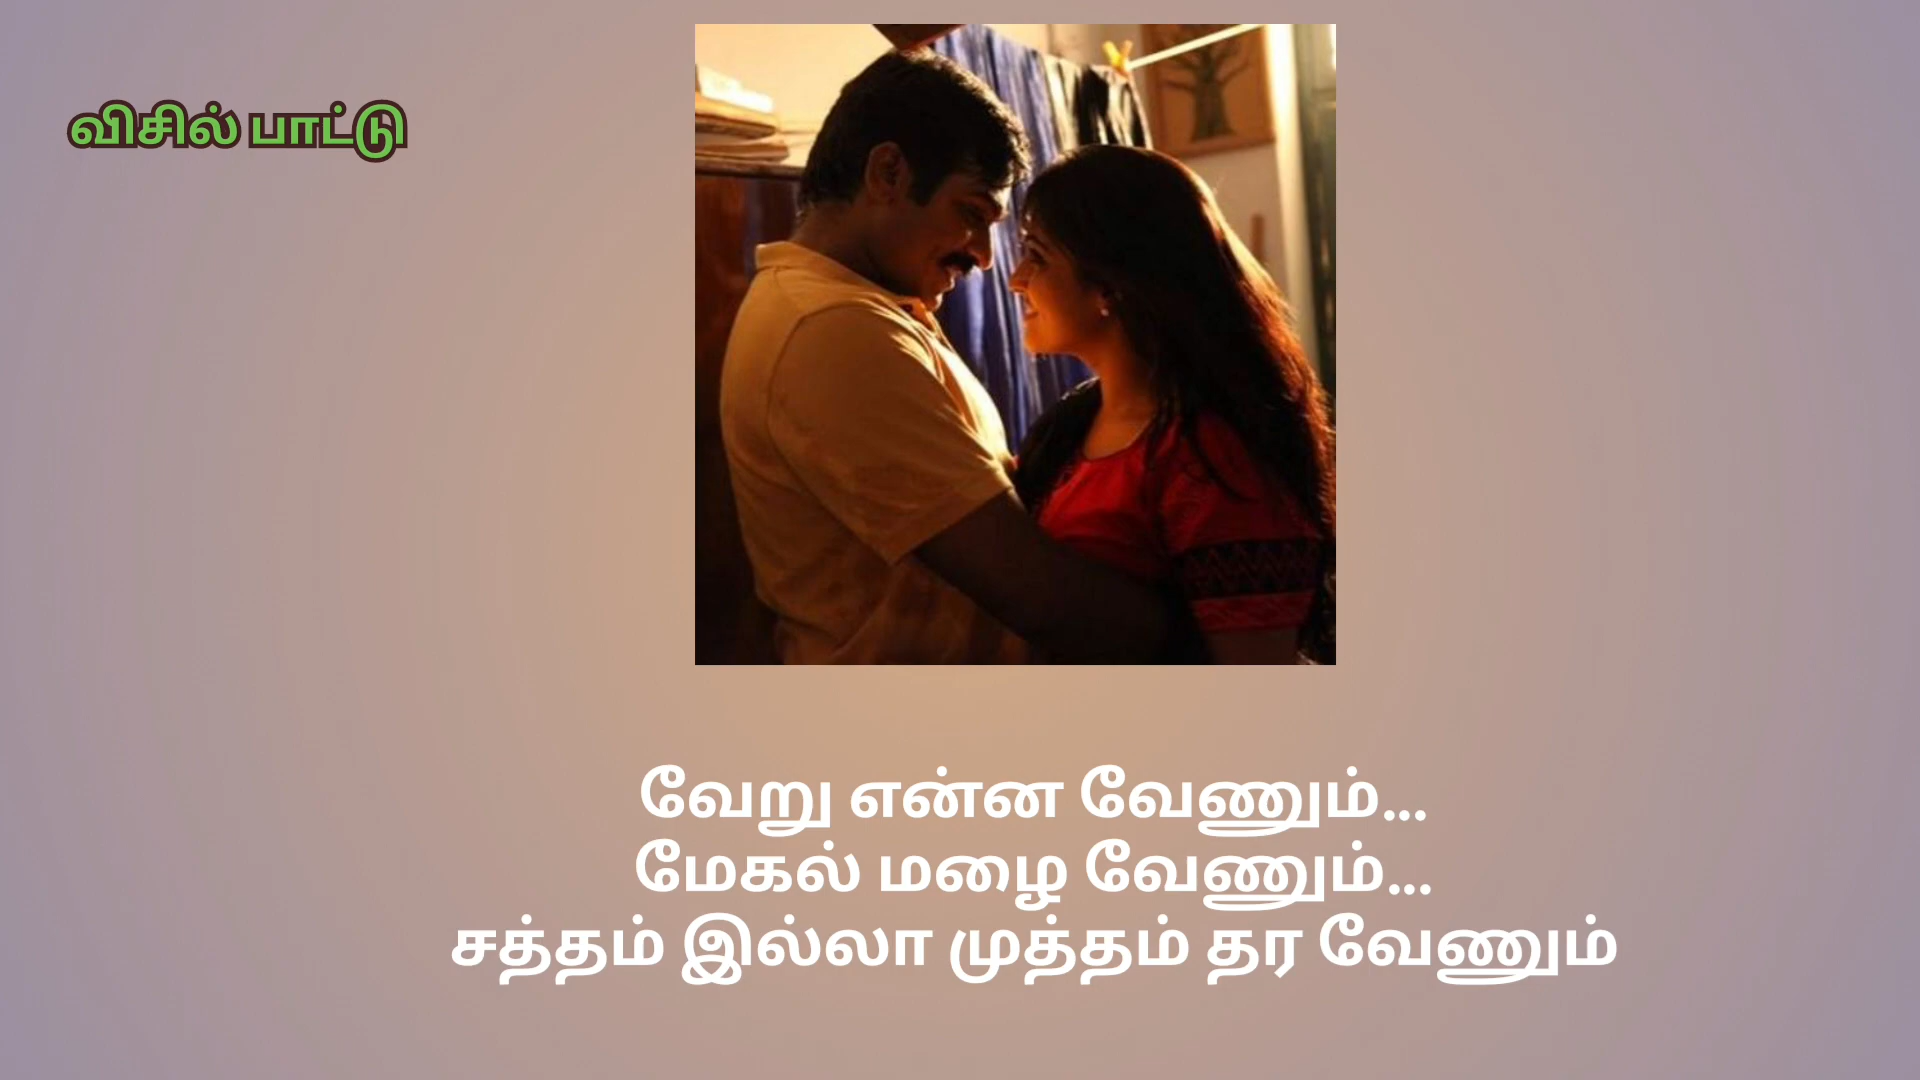 விசில் பாட்டு
வேறு என்ன வேணும்...
மேகல் மழை வேணும்...
சத்தம் இல்லா முத்தம் தர வேணும்